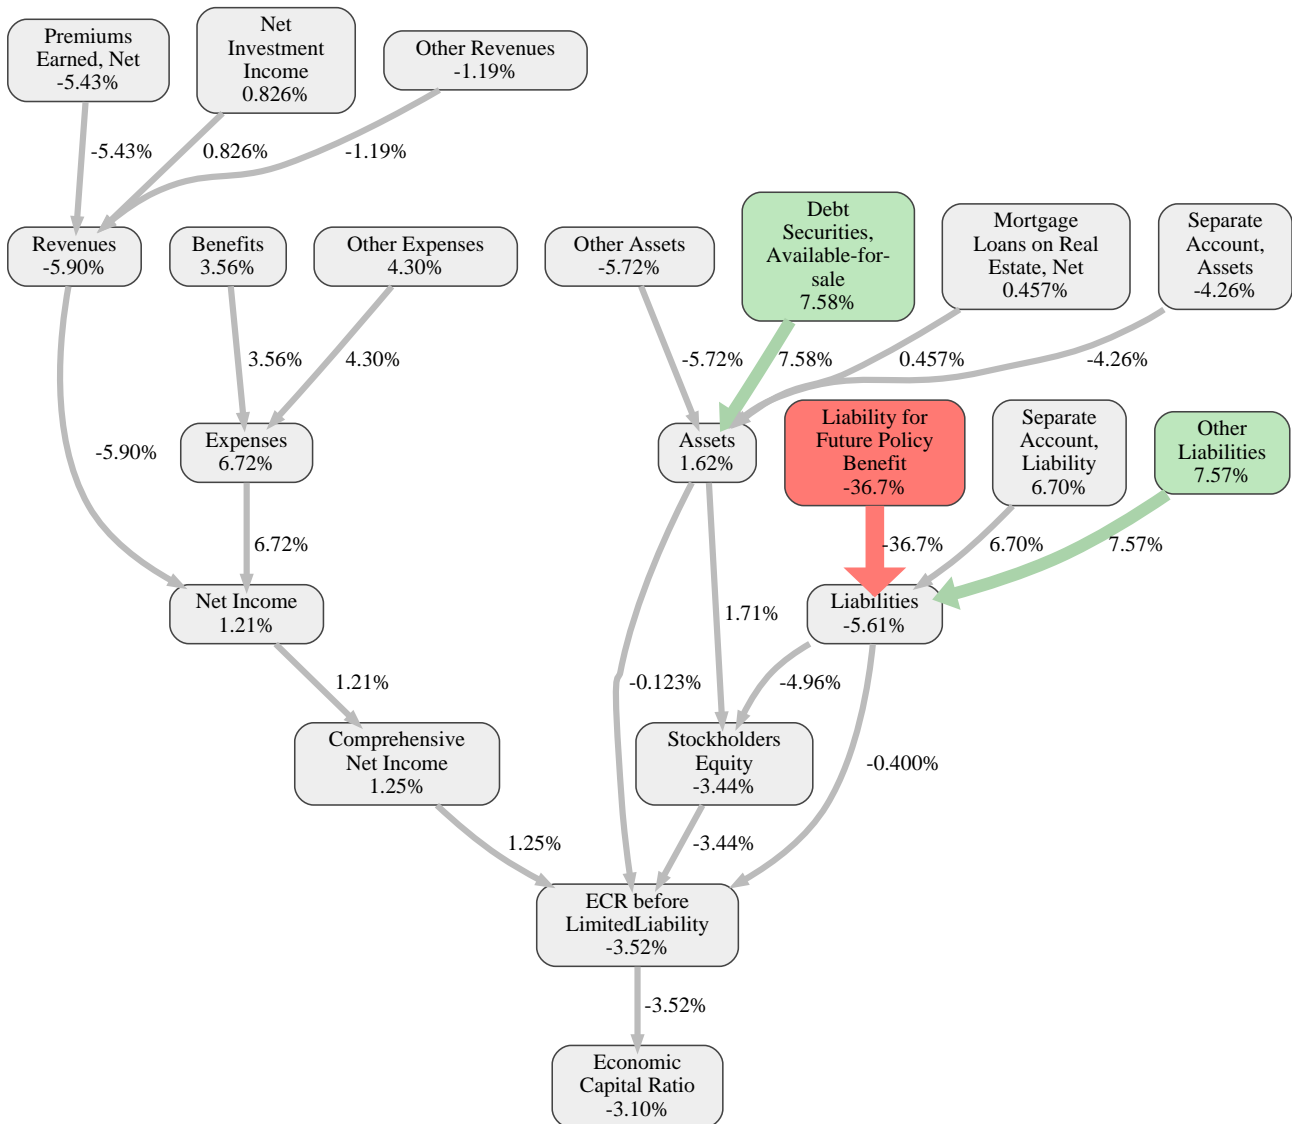 Premiums
Earned, Net
-5.43%
Net
Investment
Income
0.826%
Other Revenues
-1.19%
-5.43%
0.826%
-1.19%
Revenues
-5.90%
Benefits
3.56%
Other Expenses
4.30%
Other Assets
-5.72%
Debt
Securities,
Available-for-
sale
7.58%
Mortgage
Loans on Real
Estate, Net
0.457%
Separate
Account,
Assets
-4.26%
3.56%
4.30%
-5.72%
7.58%
0.457%
-4.26%
-5.90%
Expenses
6.72%
Assets
1.62%
Liability for
Future Policy
Benefit
-36.7%
Separate
Account,
Liability
6.70%
Other
Liabilities
7.57%
6.72%
-36.7%
6.70%
7.57%
Net Income
1.21%
1.71%
Liabilities
-5.61%
1.21%
-0.123%
-4.96%
Comprehensive
Net Income
1.25%
Stockholders
Equity
-3.44%
-0.400%
1.25%
-3.44%
ECR before
LimitedLiability
-3.52%
-3.52%
Economic
Capital Ratio
-3.10%